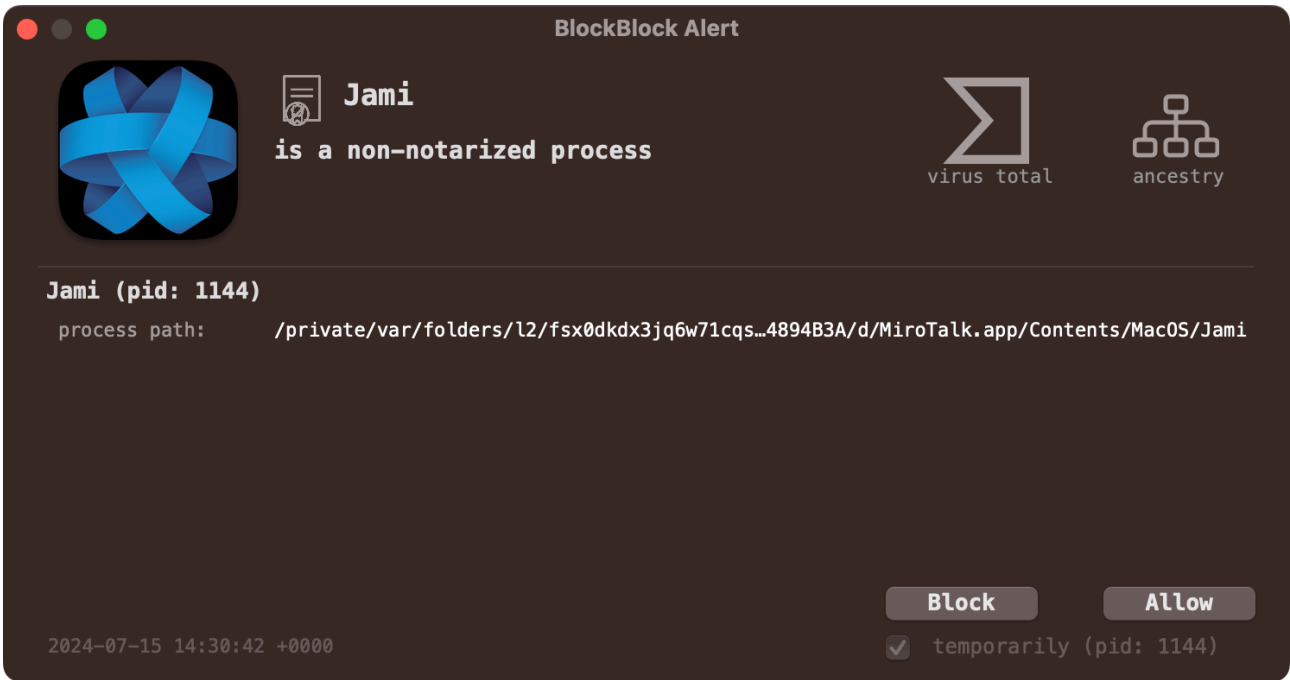 BlockBlock Alert
Jami
is a non-notarized process
virus total
ancestry
Jami (pid: 1144)
process path: /private/var/folders/l2/fsx0dkdx3jq6w71cqs…4894B3A/d/MiroTalk.app/Contents/MacOS/Jami
Block
Allow
2024-07-15 14:30:42 +0000
temporarily (pid: 1144)